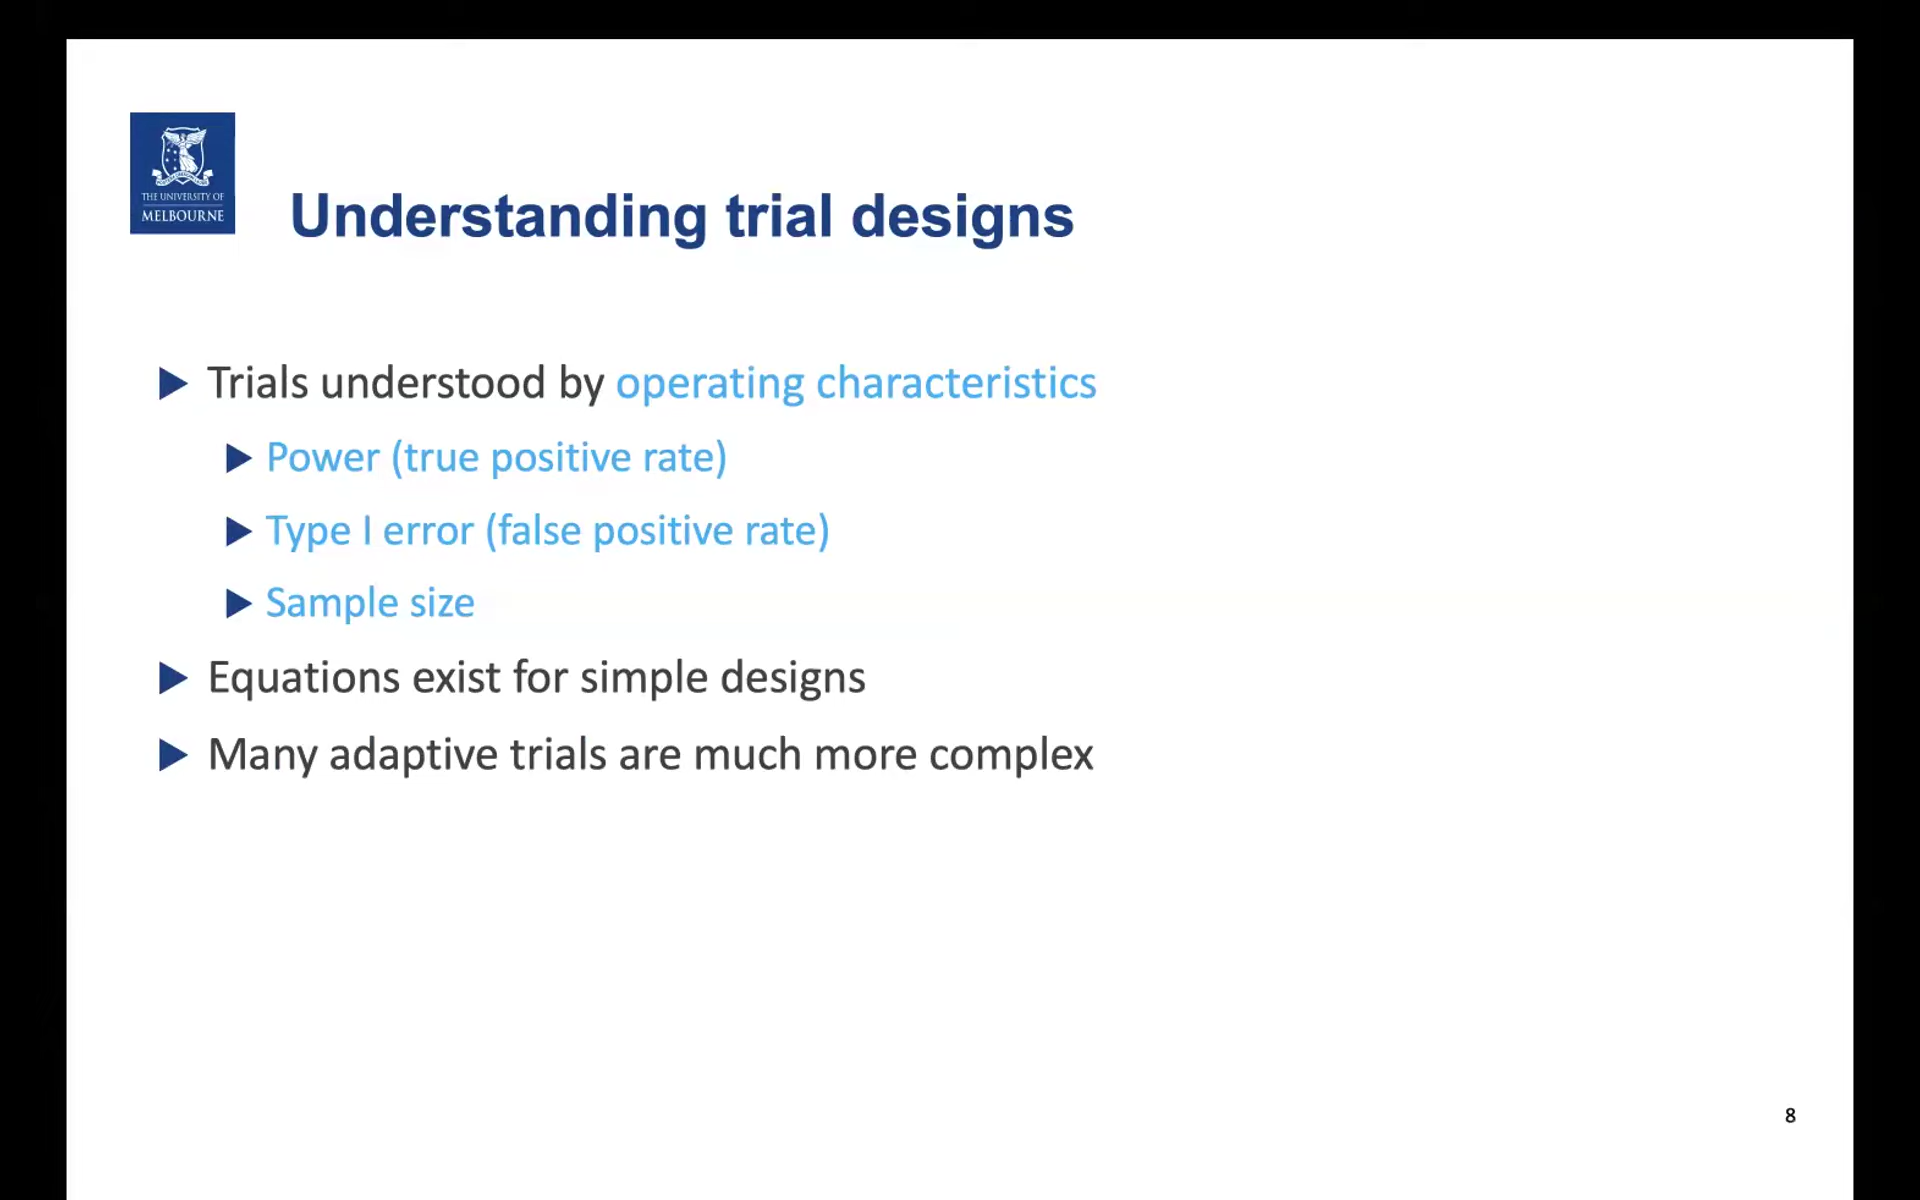 THE UNIVERSITY OF
MELBOURNE
Understanding trial designs
Trials understood by operating characteristics
Power (true positive rate)
Type I error (false positive rate)
Sample size
Equations exist for simple designs
Many adaptive trials are much more complex
8